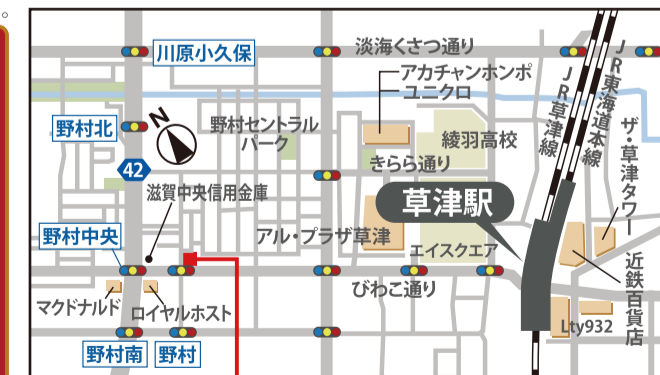 。
川原小久保
淡海くさつ通り
アカチャンホンポ
ユニクロ
JR草津線
JR東海道本線
ザ・草津タワー
野村北
N
野村セントラル
パーク
綾羽高校
42
きらら通り
滋賀中央信用金庫
草津駅
野村中央
アル・プラザ草津
エイスクエア
近鉄百貨店
びわこ通り
マクドナルド
ロイヤルホスト
Lty932
野村南
野村